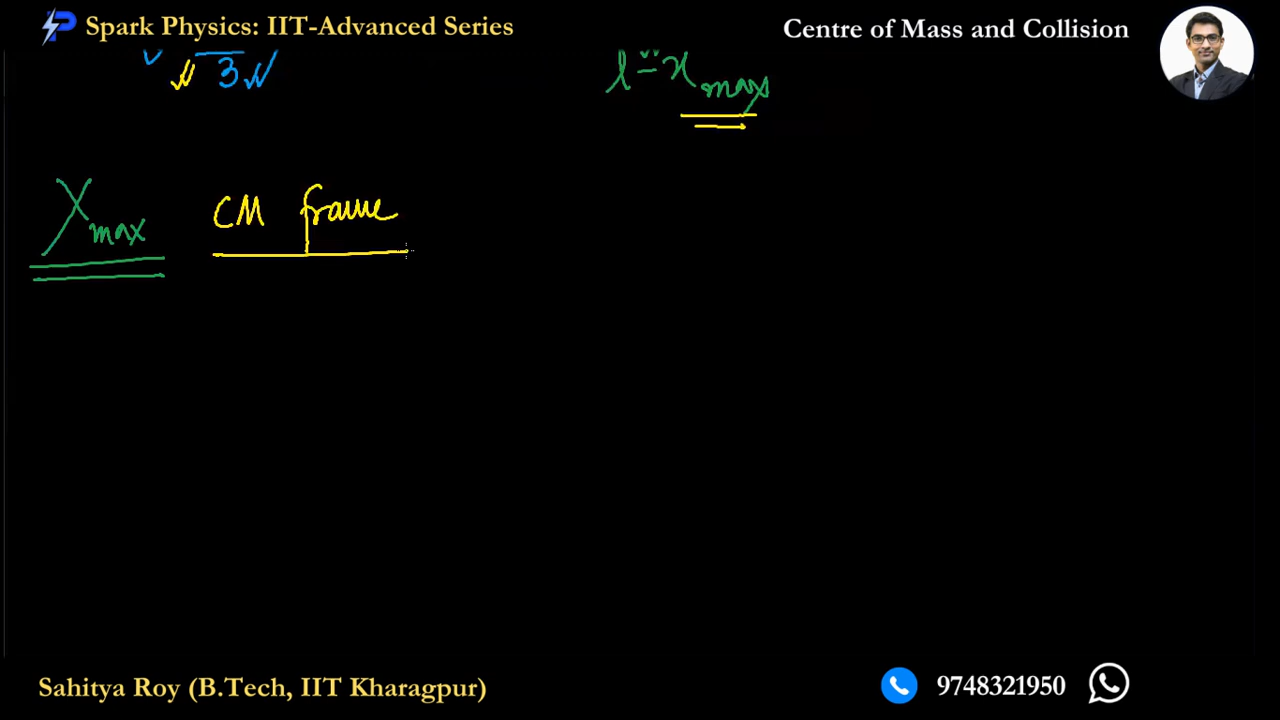 Spark Physics: IIT-Advanced Series
Centre of Mass and Collision
3
l = x max
X max CM frame
Sahitya Roy (B.Tech, IIT Kharagpur)
9748321950